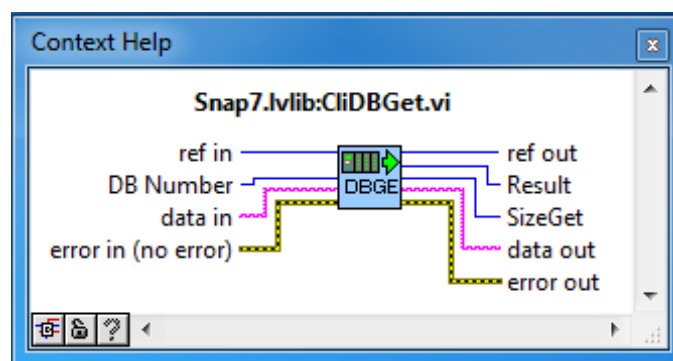 Context Help
Snap7.lvlib:CliDBGet.vi
ref in
DB Number
data in
error in (no error)
DBGE
ref out
Result
SizeGet
data out
error out
?